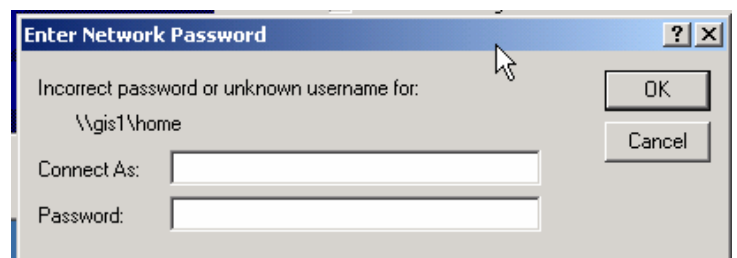 Enter Network Password
? X
Incorrect password or unknown username for:
\\gis1\home
OK
Cancel
Connect As:
Password: